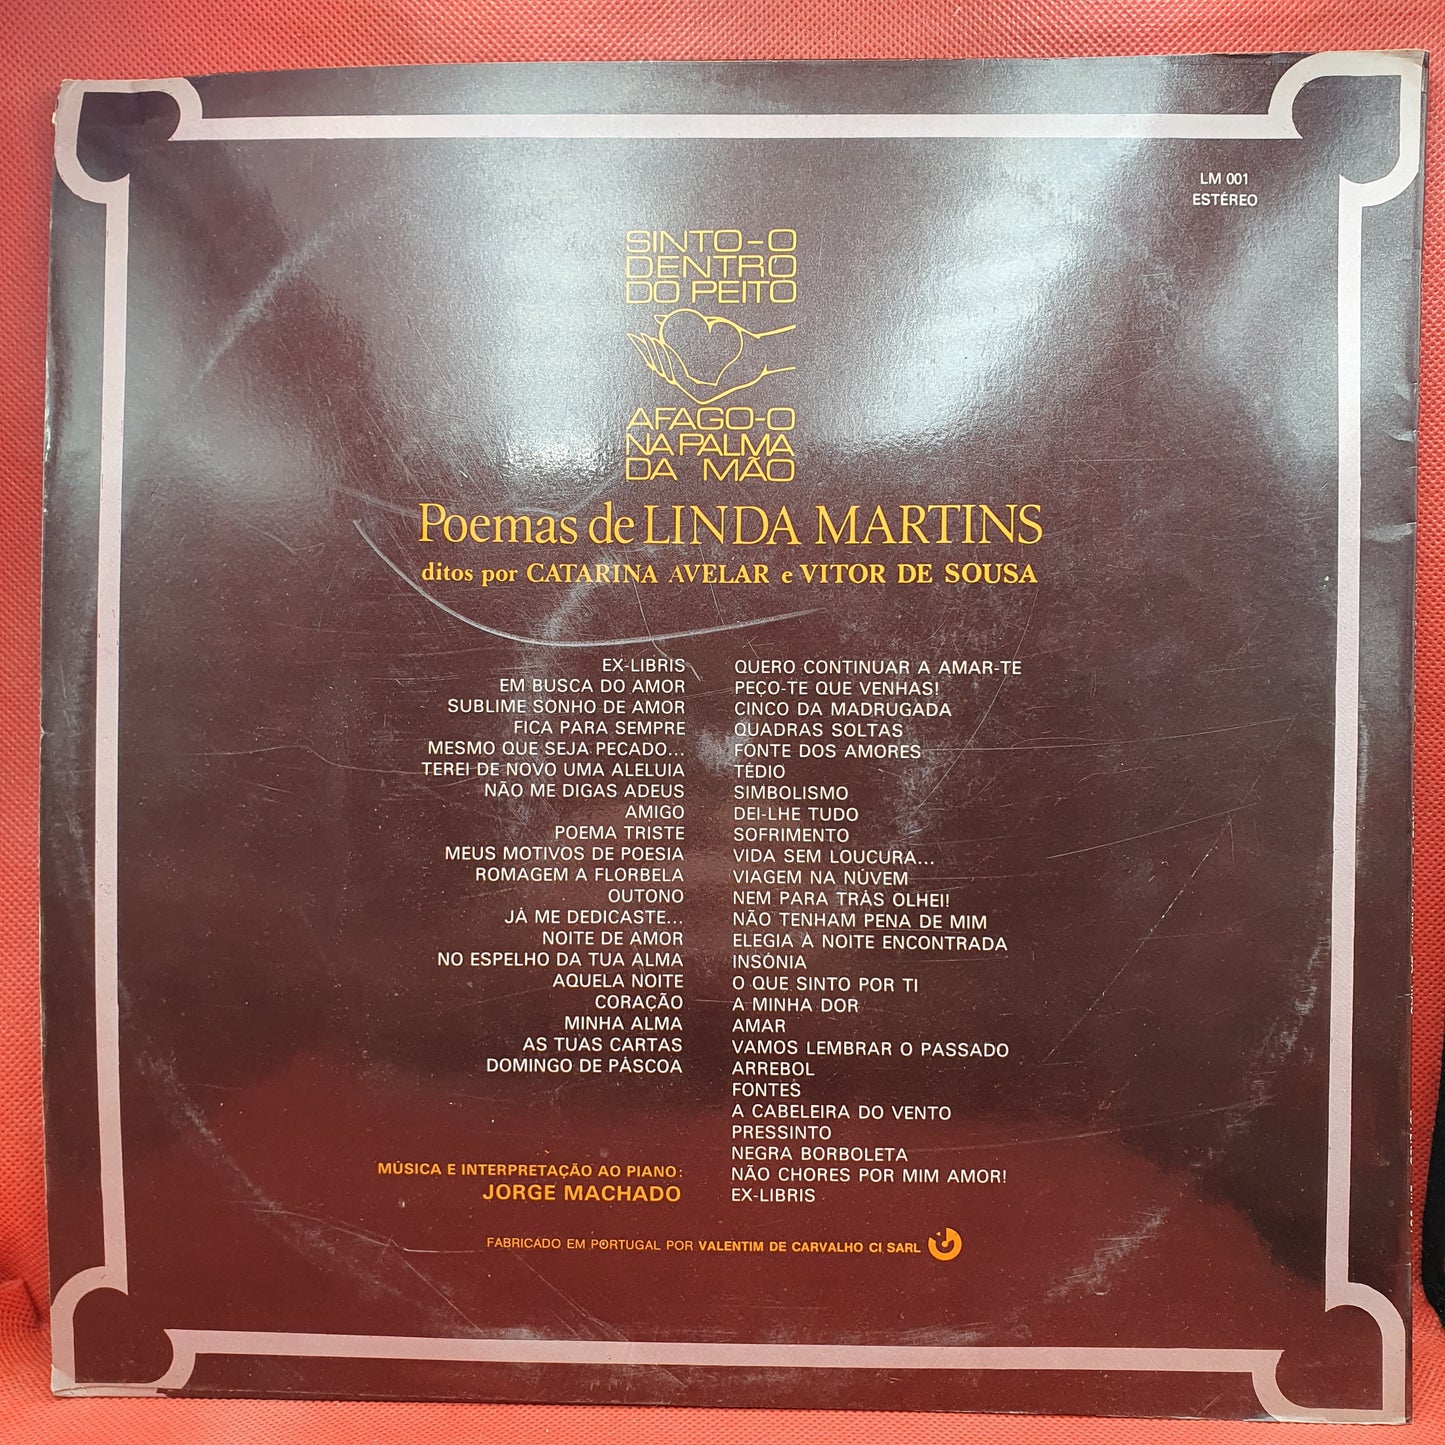 LM 001
ESTÉREO
SINTO-O
DENTRO
DO PEITO
AFAGO-O
NA PALMA
DA MÃO
Poemas de LINDA MARTINS
ditos por CATARINA AVELAR e VITOR DE SOUSA
EX-LIBRIS
EM BUSCA DO AMOR
SUBLIME SONHO DE AMOR
FICA PARA SEMPRE
MESMO QUE SEJA PECADO...
TEREI DE NOVO UMA ALELUIA
NÃO ME DIGAS ADEUS
AMIGO
POEMA TRISTE
MEUS MOTIVOS DE POESIA
ROMAGEM A FLORBELA
OUTONO
JÁ ME DEDICASTE...
NOITE DE AMOR
NO ESPELHO DA TUA ALMA
AQUELA NOITE
CORAÇÃO
MINHA ALMA
AS TUAS CARTAS
DOMINGO DE PÁSCOA
MÚSICA E INTERPRETAÇÃO AO PIANO:
JORGE MACHADO
QUERO CONTINUAR A AMAR-TE
PEÇO-TE QUE VENHAS!
CINCO DA MADRUGADA
QUADRAS SOLTAS
FONTE DOS AMORES
TÉDIO
SIMBOLISMO
DEI-LHE TUDO
SOFRIMENTO
VIDA SEM LOUCURA...
VIAGEM NA NÚVEM
NEM PARA TRÁS OLHEI!
NÃO TENHAM PENA DE MIM
ELEGIA À NOITE ENCONTRADA
INSÓNIA
O QUE SINTO POR TI
A MINHA DOR
AMAR
VAMOS LEMBRAR O PASSADO
ARREBOL
FONTES
A CABELEIRA DO VENTO
PRESSINTO
NEGRA BORBOLETA
NÃO CHORES POR MIM AMOR!
EX-LIBRIS
FABRICADO EM PORTUGAL POR VALENTIM DE CARVALHO CI SARL